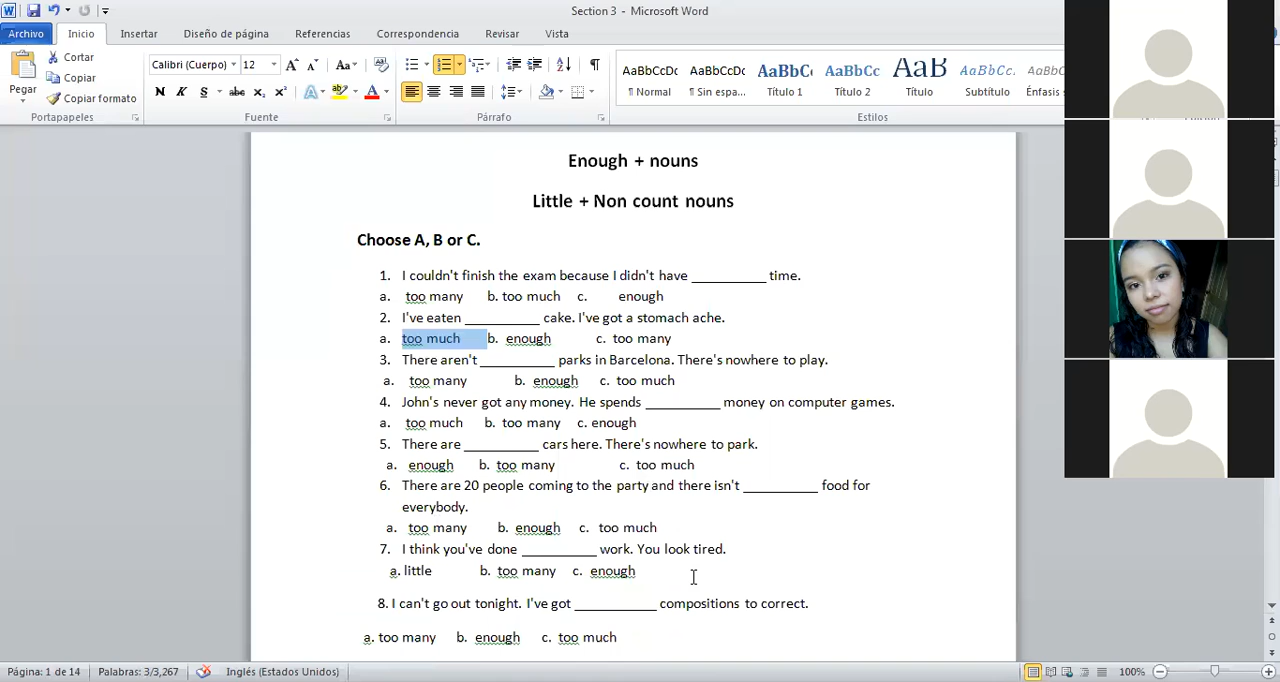 Section 3 - Microsoft Word
Archivo Inicio Insertar Diseño de página Referencias Correspondencia Revisar Vista
Cortar
Copiar
Copiar formato
Pegar
Portapapeles
Calibri (Cuerpo) 12
N K S abc x₂ x²
Fuente
Párrafo
AaBbCcDc AaBbCcDc AaBbC AaBbCc AaB AaBbCc. AaBbC
¶ Normal ¶ Sin espa... Título 1 Título 2 Título Subtítulo Énfasis
Estilos
Enough + nouns
Little + Non count nouns
Choose A, B or C.
1. I couldn't finish the exam because I didn't have __________ time.
a. too many b. too much c. enough
2. I've eaten __________ cake. I've got a stomach ache.
a. too much b. enough c. too many
3. There aren't __________ parks in Barcelona. There's nowhere to play.
a. too many b. enough c. too much
4. John's never got any money. He spends __________ money on computer games.
a. too much b. too many c. enough
5. There are __________ cars here. There's nowhere to park.
a. enough b. too many c. too much
6. There are 20 people coming to the party and there isn't __________ food for
everybody.
a. too many b. enough c. too much
7. I think you've done __________ work. You look tired.
a. little b. too many c. enough
8. I can't go out tonight. I've got ___________ compositions to correct.
a. too many b. enough c. too much
Página: 1 de 14 Palabras: 3/3,267 Inglés (Estados Unidos) 100%